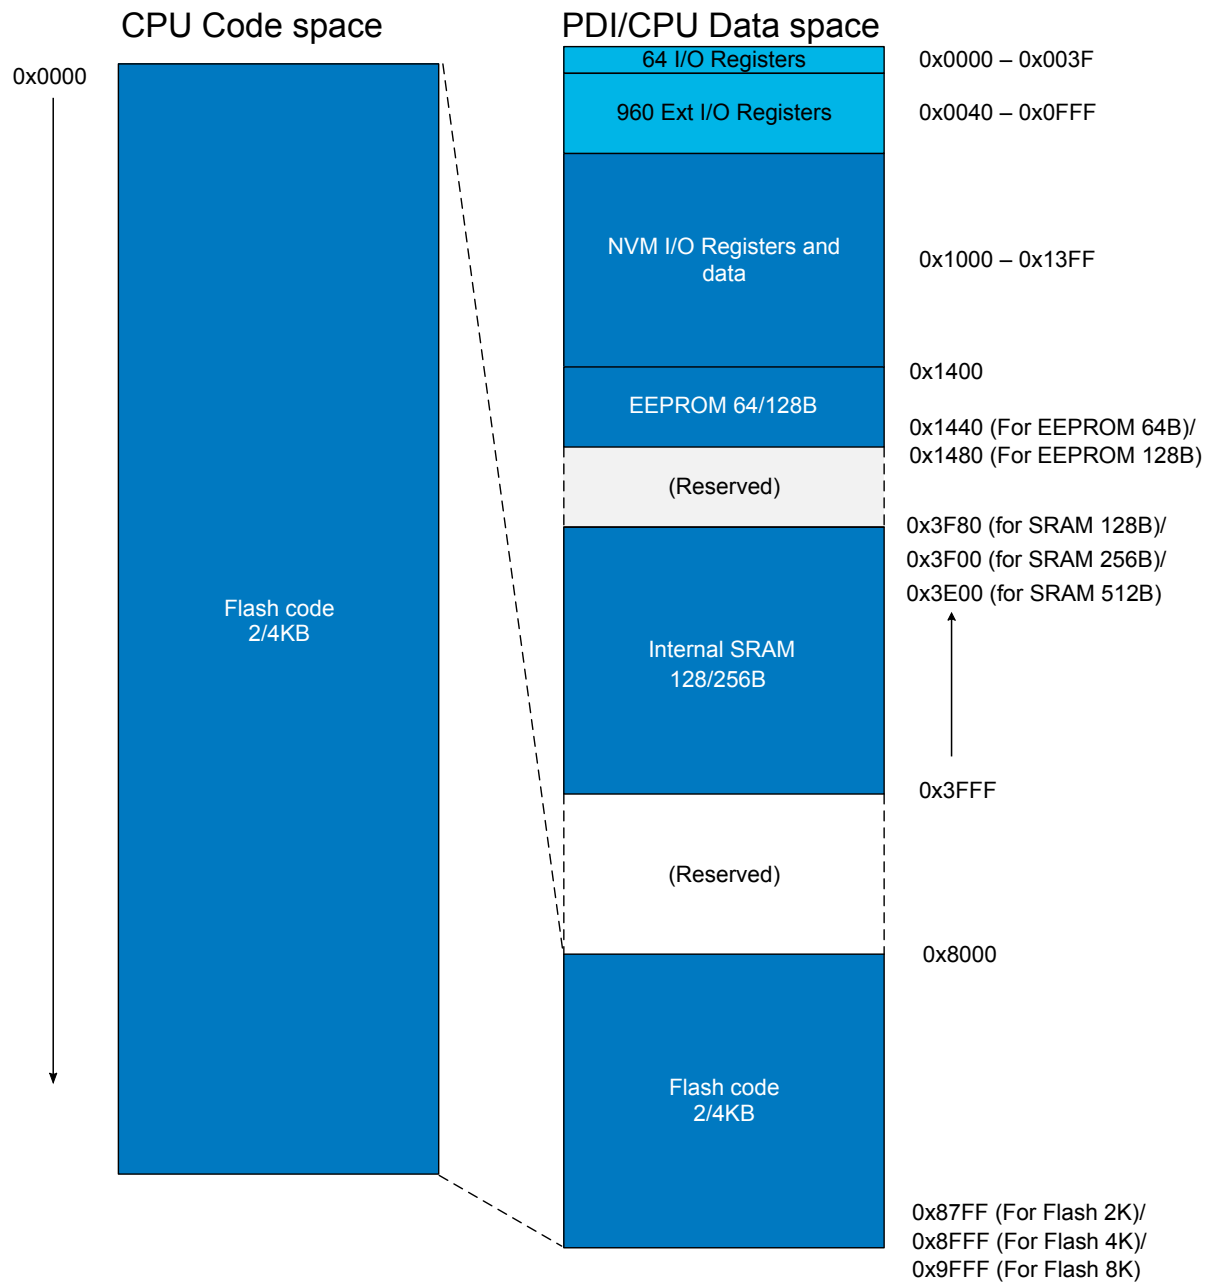 CPU Code space
PDI/CPU Data space
0x0000
64 I/O Registers
0x0000 – 0x003F
960 Ext I/O Registers
0x0040 – 0x0FFF
NVM I/O Registers and
data
0x1000 – 0x13FF
0x1400
EEPROM 64/128B
0x1440 (For EEPROM 64B)/
0x1480 (For EEPROM 128B)
(Reserved)
0x3F80 (for SRAM 128B)/
0x3F00 (for SRAM 256B)/
0x3E00 (for SRAM 512B)
Flash code
2/4KB
Internal SRAM
128/256B
0x3FFF
(Reserved)
0x8000
Flash code
2/4KB
0x87FF (For Flash 2K)/
0x8FFF (For Flash 4K)/
0x9FFF (For Flash 8K)